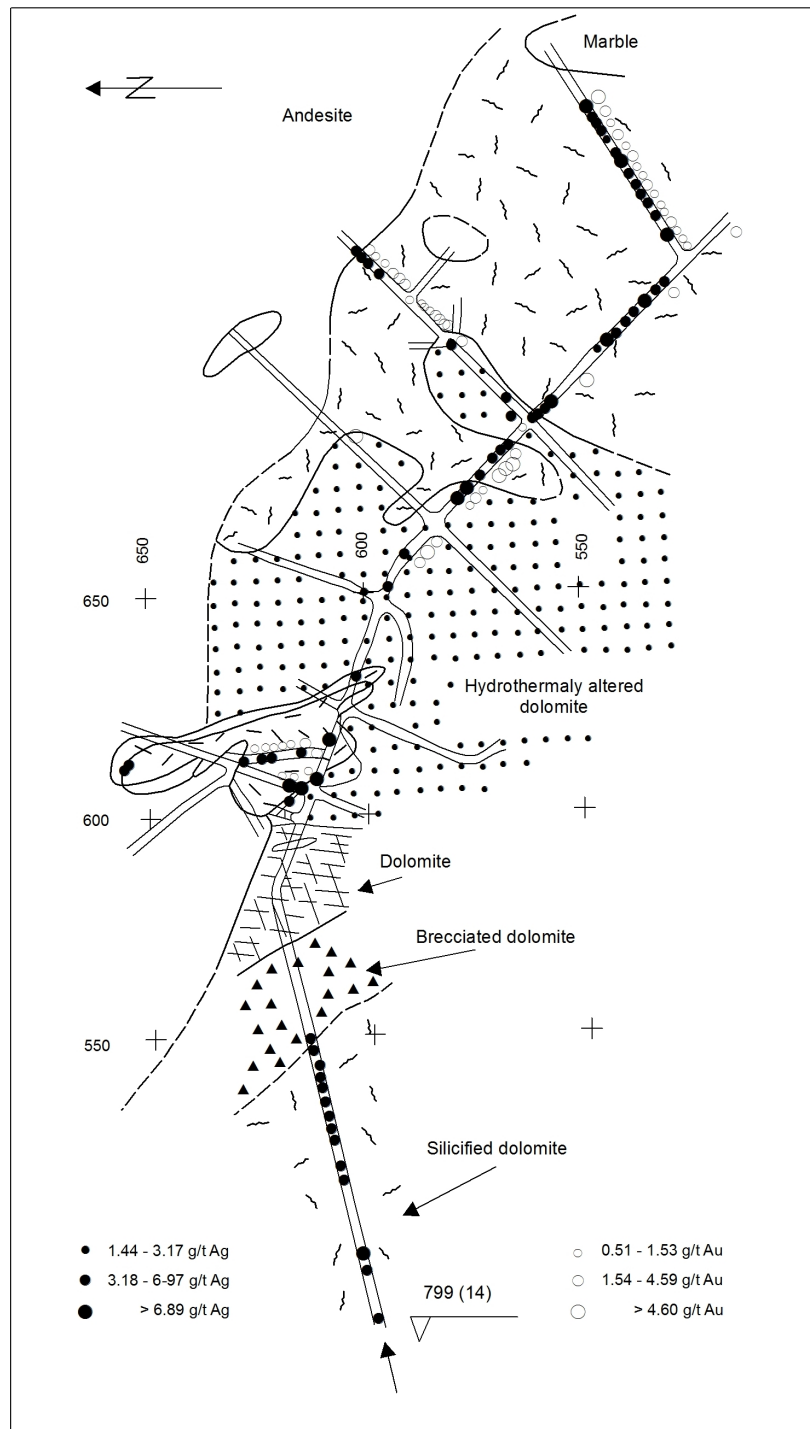 Marble
N
Andesite
650
600
550
650
Hydrothermaly altered
dolomite
600
Dolomite
Brecciated dolomite
550
Silicified dolomite
1.44 - 3.17 g/t Ag
3.18 - 6-97 g/t Ag
> 6.89 g/t Ag
799 (14)
0.51 - 1.53 g/t Au
1.54 - 4.59 g/t Au
> 4.60 g/t Au